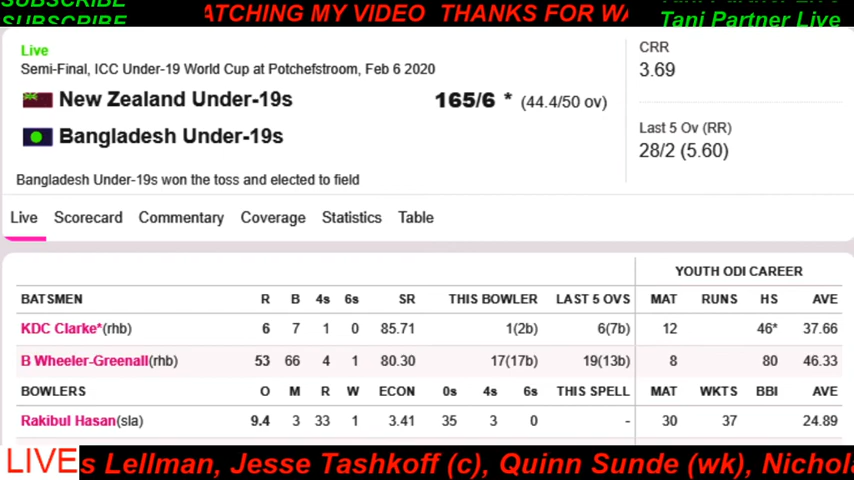 SUBSCRIBE
SUBSCRIBE
ATCHING MY VIDEO THANKS FOR WA
Tani Partner Live
Live
Semi-Final, ICC Under-19 World Cup at Potchefstroom, Feb 6 2020
New Zealand Under-19s 165/6 * (44.4/50 ov)
Bangladesh Under-19s
Bangladesh Under-19s won the toss and elected to field
CRR
3.69
Last 5 Ov (RR)
28/2 (5.60)
Live Scorecard Commentary Coverage Statistics Table
YOUTH ODI CAREER
BATSMEN R B 4s 6s SR THIS BOWLER LAST 5 OVS MAT RUNS HS AVE
KDC Clarke*(rhb) 6 7 1 0 85.71 1(2b) 6(7b) 12 46* 37.66
B Wheeler-Greenall(rhb) 53 66 4 1 80.30 17(17b) 19(13b) 8 80 46.33
BOWLERS O M R W ECON 0s 4s 6s THIS SPELL MAT WKTS BBI AVE
Rakibul Hasan(sla) 9.4 3 33 1 3.41 35 3 0 - 30 37 24.89
LIVE s Lellman, Jesse Tashkoff (c), Quinn Sunde (wk), Nichola